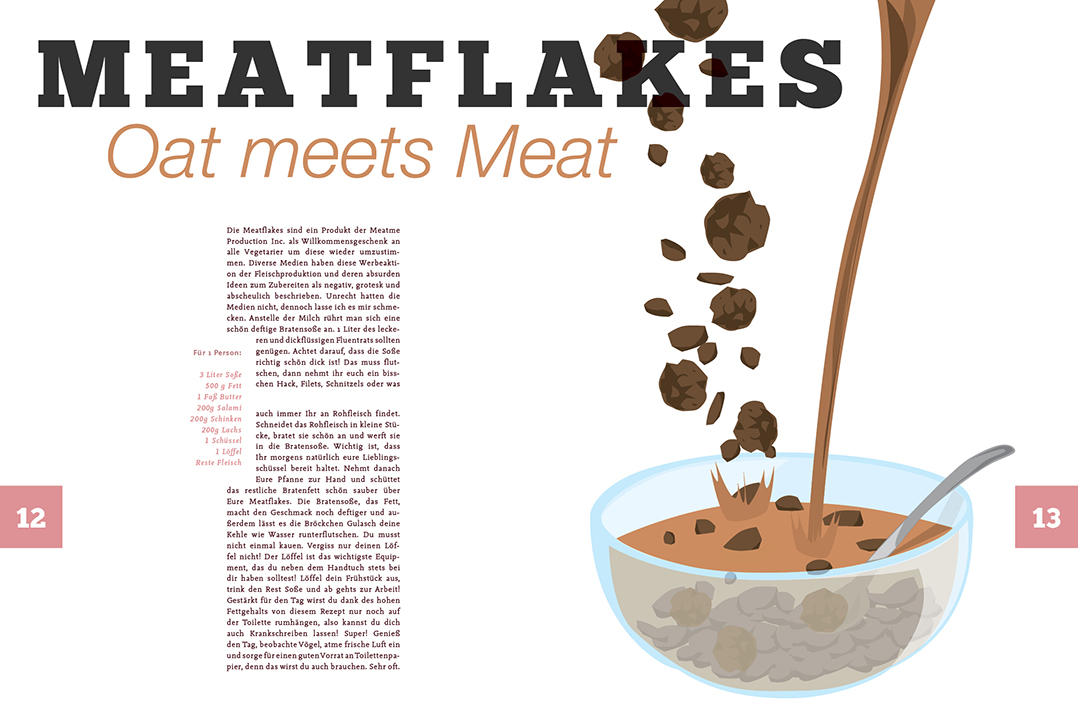 MEATFLAKES
Oat meets Meat
Die Meatflakes sind ein Produkt der Meatme
Production Inc. als Willkommensgeschenk an
alle Vegetarier um diese wieder umzustim-
men. Diverse Medien haben diese Werbeakti-
on der Fleischproduktion und deren absurden
Ideen zum Zubereiten als negativ, grotesk und
abscheulich beschrieben. Unrecht hatten die
Medien nicht, dennoch lasse ich es mir schme-
cken. Anstelle der Milch rührt man sich eine
schön deftige Bratensoße an. 1 Liter des lecke-
ren und dickflüssigen Fluentrats sollten
genügen. Achtet darauf, dass die Soße
richtig schön dick ist! Das muss flut-
schen, dann nehmt ihr euch ein biss-
chen Hack, Filets, Schnitzels oder was
auch immer Ihr an Rohfleisch findet.
Schneidet das Rohfleisch in kleine Stü-
cke, bratet sie schön an und werft sie
in die Bratensoße. Wichtig ist, dass
Ihr morgens natürlich eure Lieblings-
schüssel bereit haltet. Nehmt danach
Eure Pfanne zur Hand und schüttet
das restliche Bratenfett schön sauber über
Eure Meatflakes. Die Bratensoße, das Fett,
macht den Geschmack noch deftiger und au-
ßerdem lässt es die Bröckchen Gulasch deine
Kehle wie Wasser runterflutschen. Du musst
nicht einmal kauen. Vergiss nur deinen Löf-
fel nicht! Der Löffel ist das wichtigste Equip-
ment, das du neben dem Handtuch stets bei
dir haben solltest! Löffel dein Frühstück aus,
trink den Rest Soße und ab gehts zur Arbeit!
Gestärkt für den Tag wirst du dank des hohen
Fettgehalts von diesem Rezept nur noch auf
der Toilette rumhängen, also kannst du dich
auch Krankschreiben lassen! Super! Genieß
den Tag, beobachte Vögel, atme frische Luft ein
und sorge für einen guten Vorrat an Toilettenpa-
pier, denn das wirst du auch brauchen. Sehr oft.
Für 1 Person:
3 Liter Soße
500 g Fett
1 Faß Butter
200g Salami
200g Schinken
200g Lachs
1 Schüssel
1 Löffel
Reste Fleisch
12
13